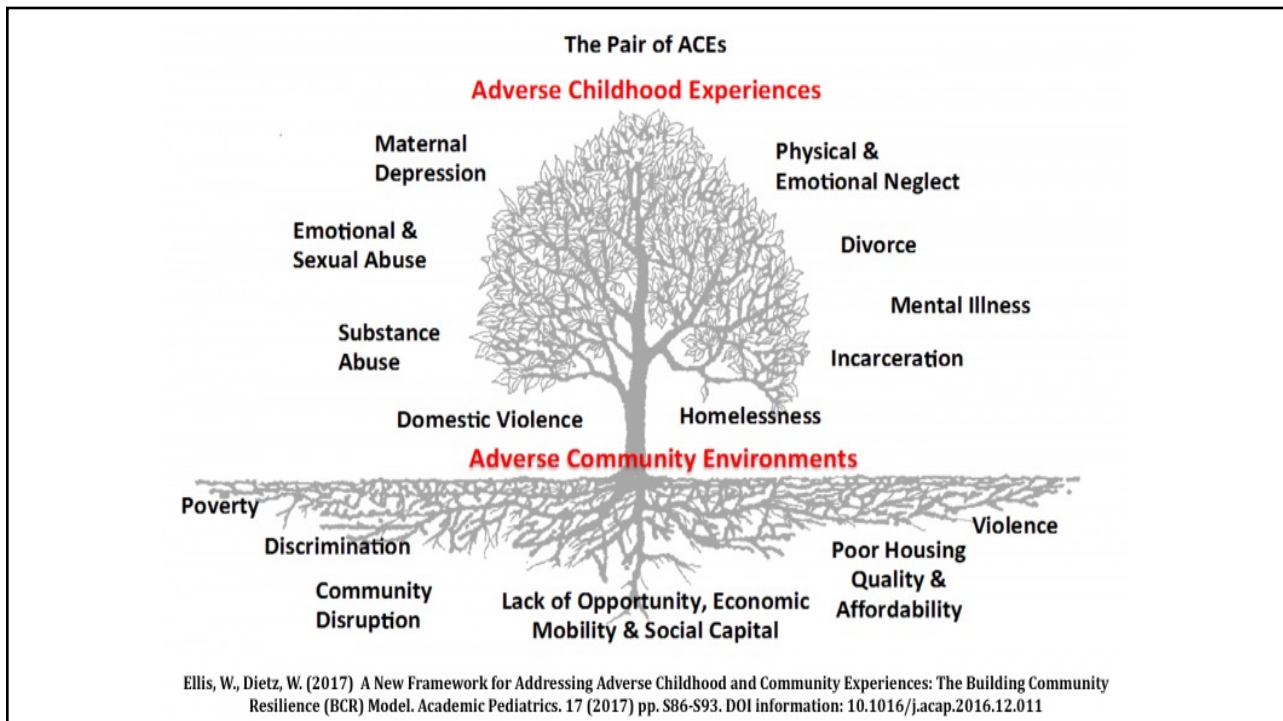 The Pair of ACEs
Adverse Childhood Experiences
Maternal
Depression
Physical &
Emotional Neglect
Emotional &
Sexual Abuse
Divorce
Mental Illness
Substance
Abuse
Incarceration
Domestic Violence
Homelessness
Adverse Community Environments
Poverty
Violence
Discrimination
Poor Housing
Quality &
Affordability
Community
Disruption
Lack of Opportunity, Economic
Mobility & Social Capital
Ellis, W., Dietz, W. (2017) A New Framework for Addressing Adverse Childhood and Community Experiences: The Building Community
Resilience (BCR) Model. Academic Pediatrics. 17 (2017) pp. S86-S93. DOI information: 10.1016/j.acap.2016.12.011